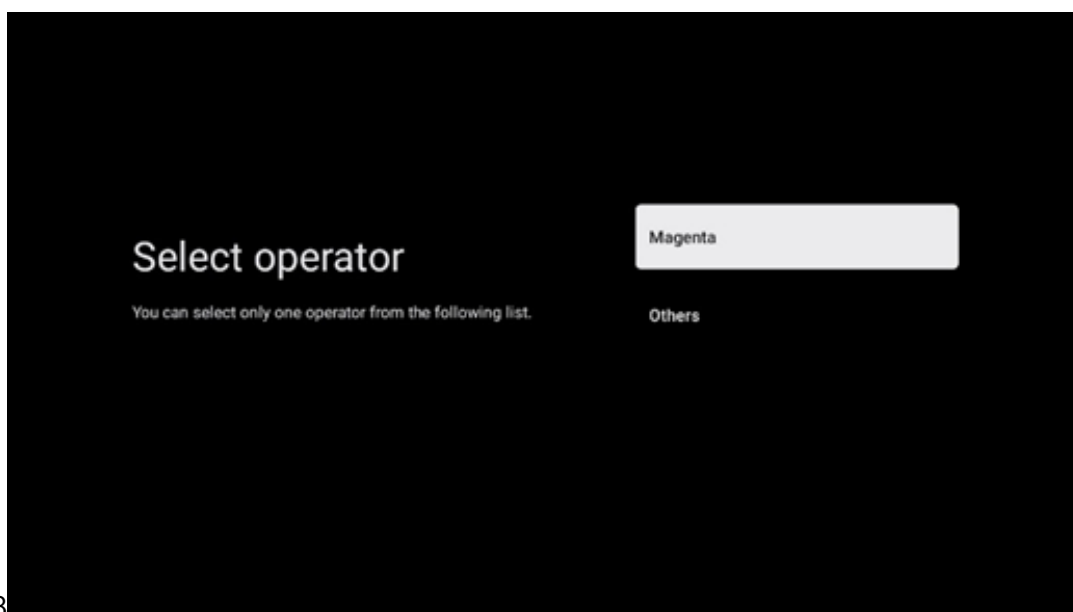 Select operator
You can select only one operator from the following list.
Magenta
Others